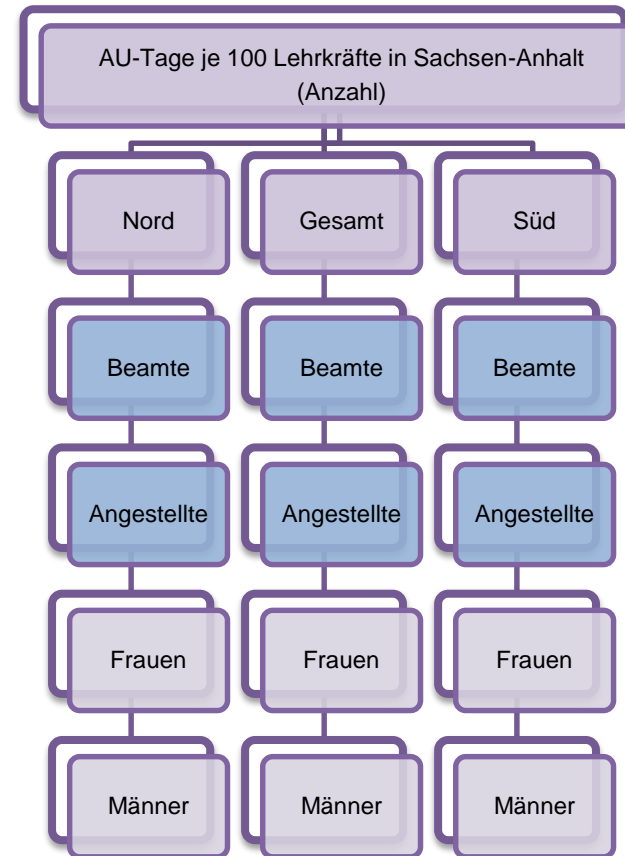 AU-Tage je 100 Lehrkräfte in Sachsen-Anhalt
(Anzahl)
Nord
Gesamt
Süd
Beamte
Beamte
Beamte
Angestellte
Angestellte
Angestellte
Frauen
Frauen
Frauen
Männer
Männer
Männer